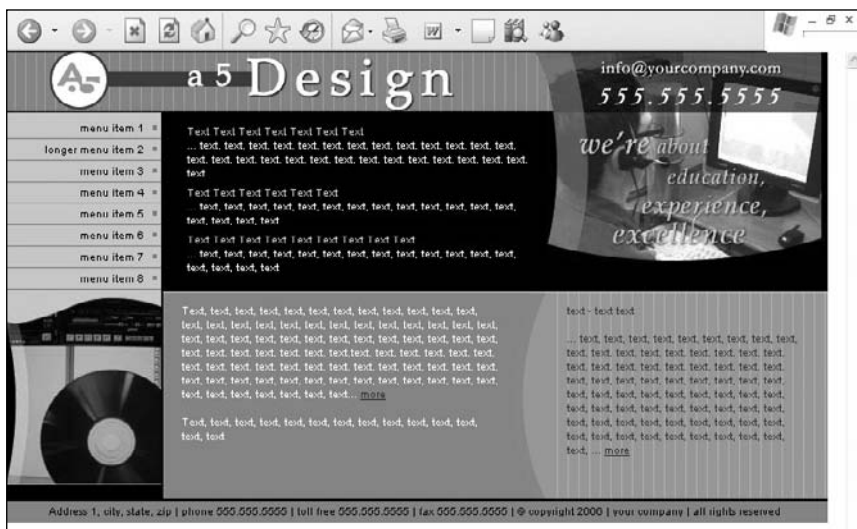 A5
a5 Design
info@yourcompany.com
555.555.5555
we're about
education,
experience,
excellence
menu item 1
longer menu item 2
menu item 3
menu item 4
menu item 5
menu item 6
menu item 7
menu item 8
Text Text Text Text Text Text Text
... text, text, text, text, text, text, text, text, text, text, text, text, text,
text, text, text, text, text, text, text, text, text, text, text, text, text, text,
text
Text Text Text Text Text Text
... text, text, text, text, text, text, text, text, text, text, text, text, text,
text, text, text, text
Text Text Text Text Text Text Text Text Text
... text, text, text, text, text, text, text, text, text, text, text, text, text,
text, text, text, text
Text, text, text, text, text, text, text, text, text, text, text, text,
text, text, text, text, text, text, text, text, text, text, text, text, text,
text, text, text, text, text, text, text, text, text, text, text, text, text,
text, text, text, text, text, text, text, text, text, text, text, text, text,
text, text, text, text, text, text, text, text, text, text, text, text, text,
text, text, text, text, text, text, text, text, text, text, text, text, text,
text, text, text, text, text, text, text... more
Text, text, text, text, text, text, text, text, text, text, text, text,
text, text
text - text text
... text, text, text, text, text, text, text, text, text,
text, text, text, text, text, text, text, text, text,
text, text, text, text, text, text, text, text, text,
text, text, text, text, text, text, text, text, text,
text, text, text, text, text, text, text, text, text,
text, text, text, text, text, text, text, text, text,
text, text, text, text, text, text, text, text, text,
text, text, text, text, text, text, text, text, text,
text, ... more
Address 1, city, state, zip | phone 555.555.5555 | toll free 555.555.5555 | fax 555.555.5555 | © copyright 2000 | your company | all rights reserved